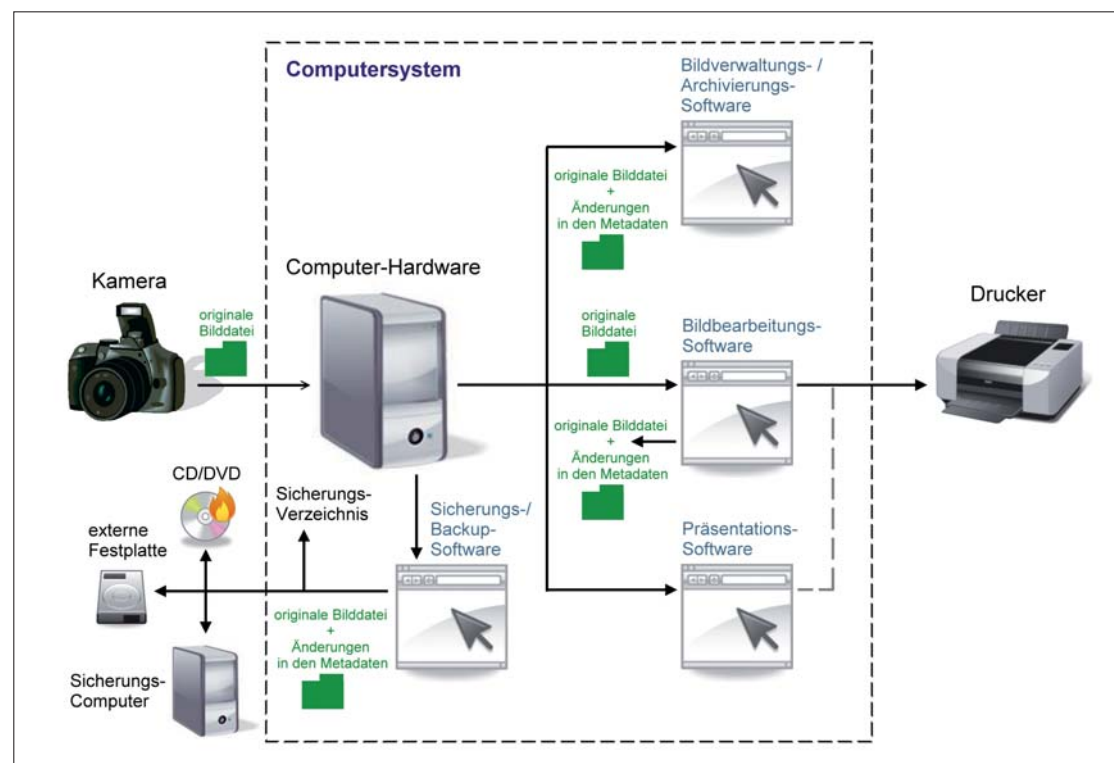 Computersystem
Bildverwaltungs- /
Archivierungs-
Software
originale Bilddatei
+
Änderungen
in den Metadaten
Computer-Hardware
Kamera
originale
Bilddatei
originale
Bilddatei
Bildbearbeitungs-
Software
Drucker
originale Bilddatei
+
Änderungen
in den Metadaten
CD/DVD
Sicherungs-
Verzeichnis
Sicherungs-/
Backup-
Software
Präsentations-
Software
externe
Festplatte
originale Bilddatei
+
Änderungen
in den Metadaten
Sicherungs-
Computer